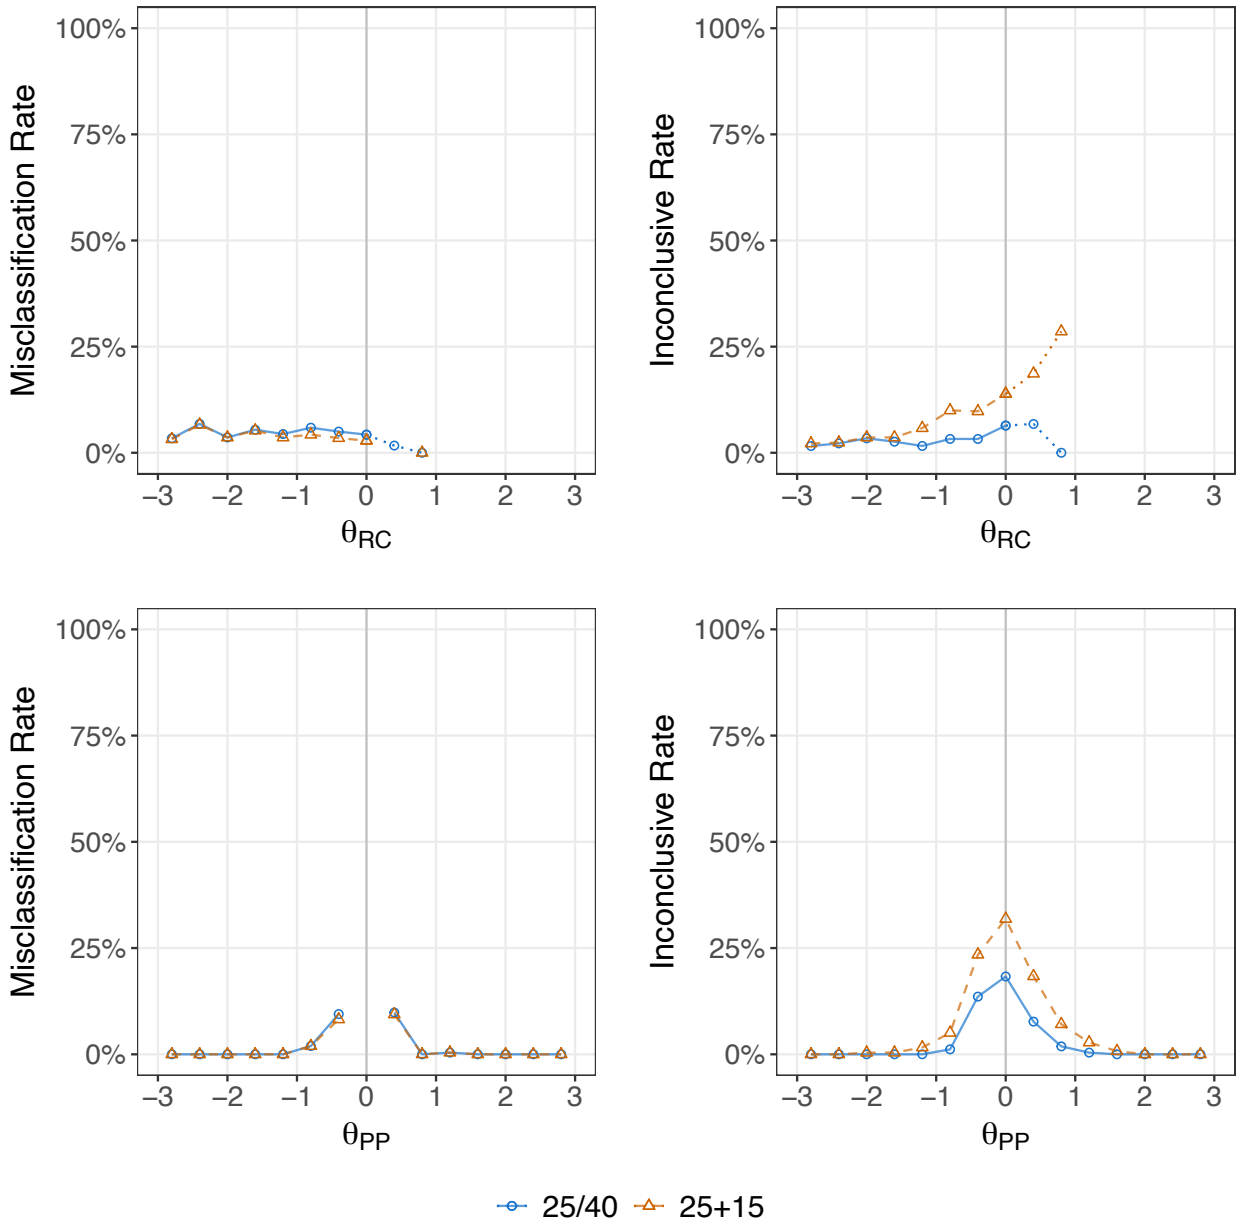 Misclassification Rate
100%
75%
50%
25%
0%
−3 −2 −1 0 1 2 3
θRC
Inconclusive Rate
100%
75%
50%
25%
0%
−3 −2 −1 0 1 2 3
θRC
Misclassification Rate
100%
75%
50%
25%
0%
−3 −2 −1 0 1 2 3
θPP
Inconclusive Rate
100%
75%
50%
25%
0%
−3 −2 −1 0 1 2 3
θPP
25/40 25+15